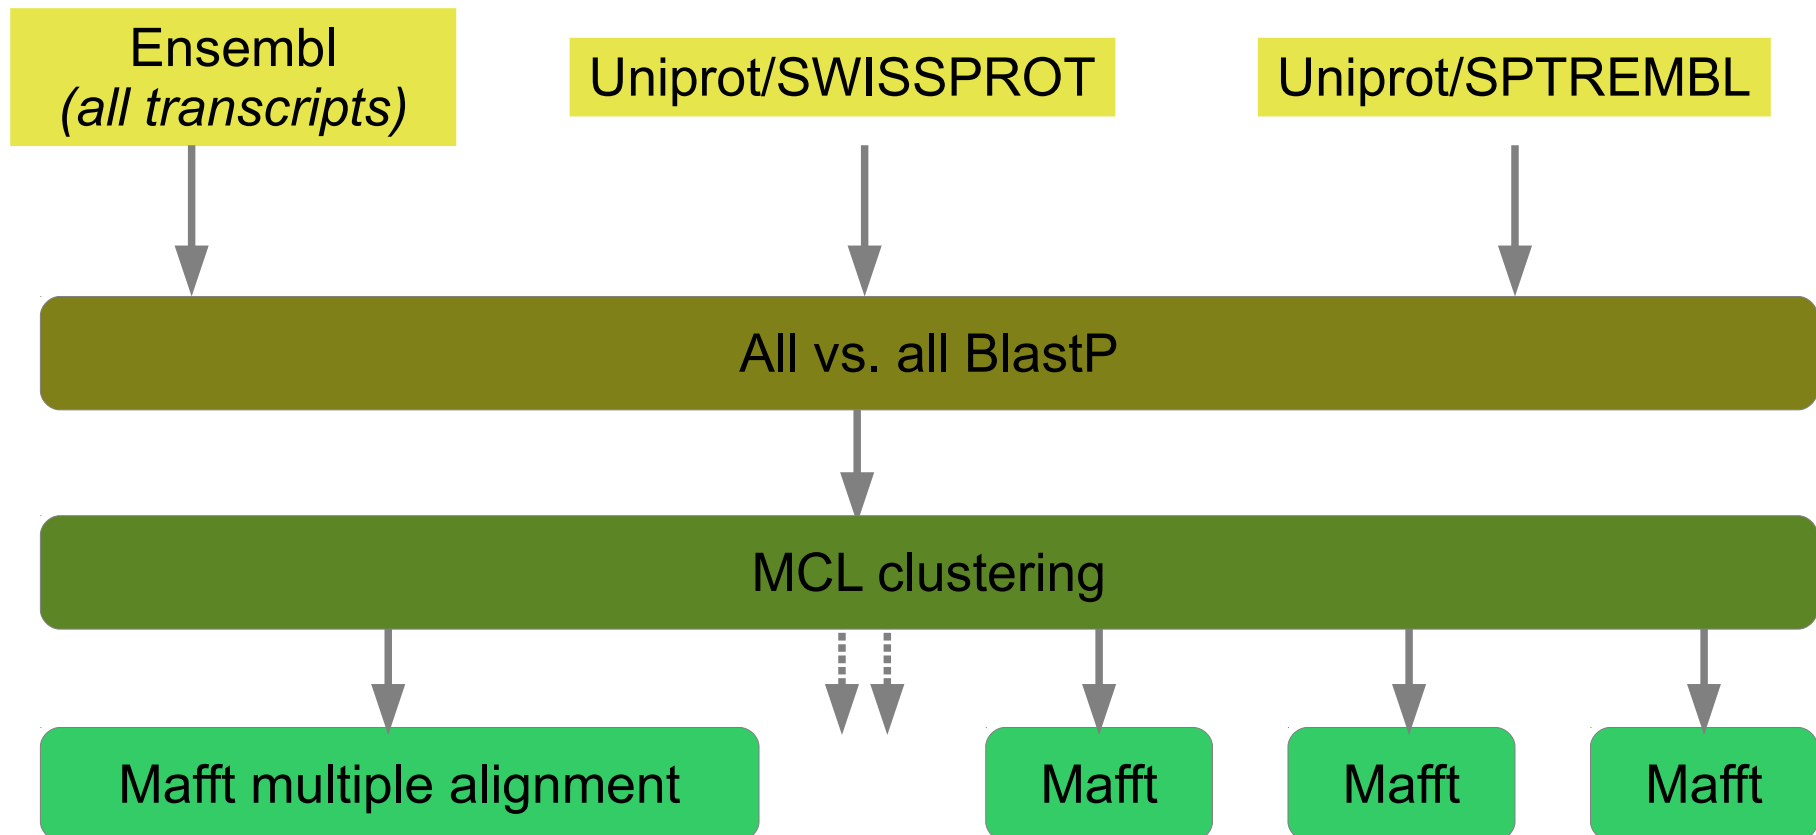 Ensembl
(all transcripts)
Uniprot/SWISSPROT
Uniprot/SPTREMBL
All vs. all BlastP
MCL clustering
Mafft multiple alignment
Mafft
Mafft
Mafft